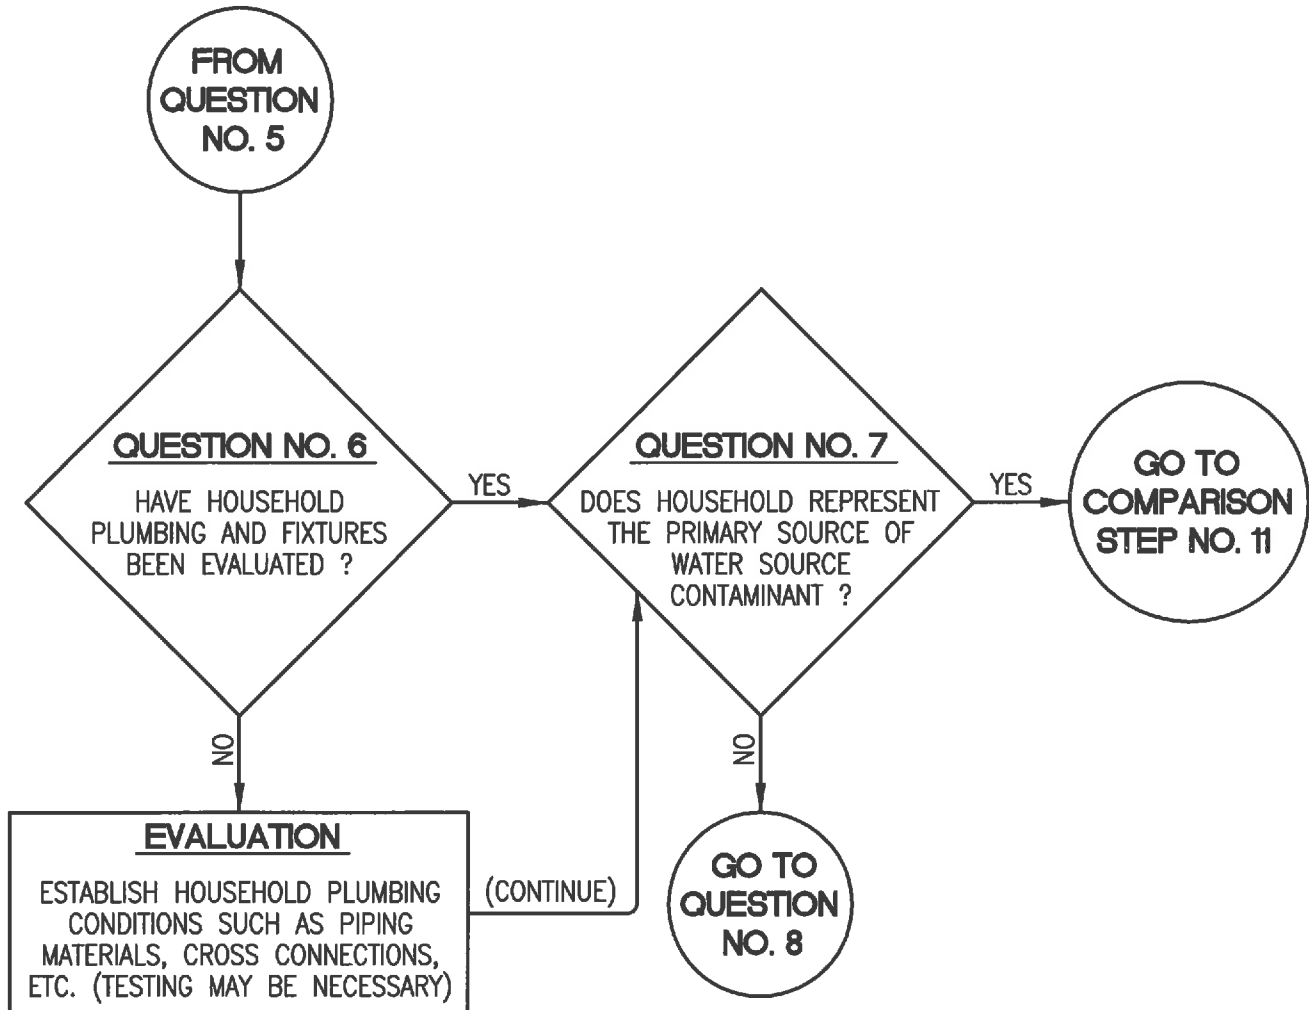 FROM
QUESTION
NO. 5
QUESTION NO. 6
HAVE HOUSEHOLD
PLUMBING AND FIXTURES
BEEN EVALUATED ?
YES
QUESTION NO. 7
DOES HOUSEHOLD REPRESENT
THE PRIMARY SOURCE OF
WATER SOURCE
CONTAMINANT ?
YES
GO TO
COMPARISON
STEP NO. 11
NO
EVALUATION
ESTABLISH HOUSEHOLD PLUMBING
CONDITIONS SUCH AS PIPING
MATERIALS, CROSS CONNECTIONS,
ETC. (TESTING MAY BE NECESSARY)
(CONTINUE)
NO
GO TO
QUESTION
NO. 8